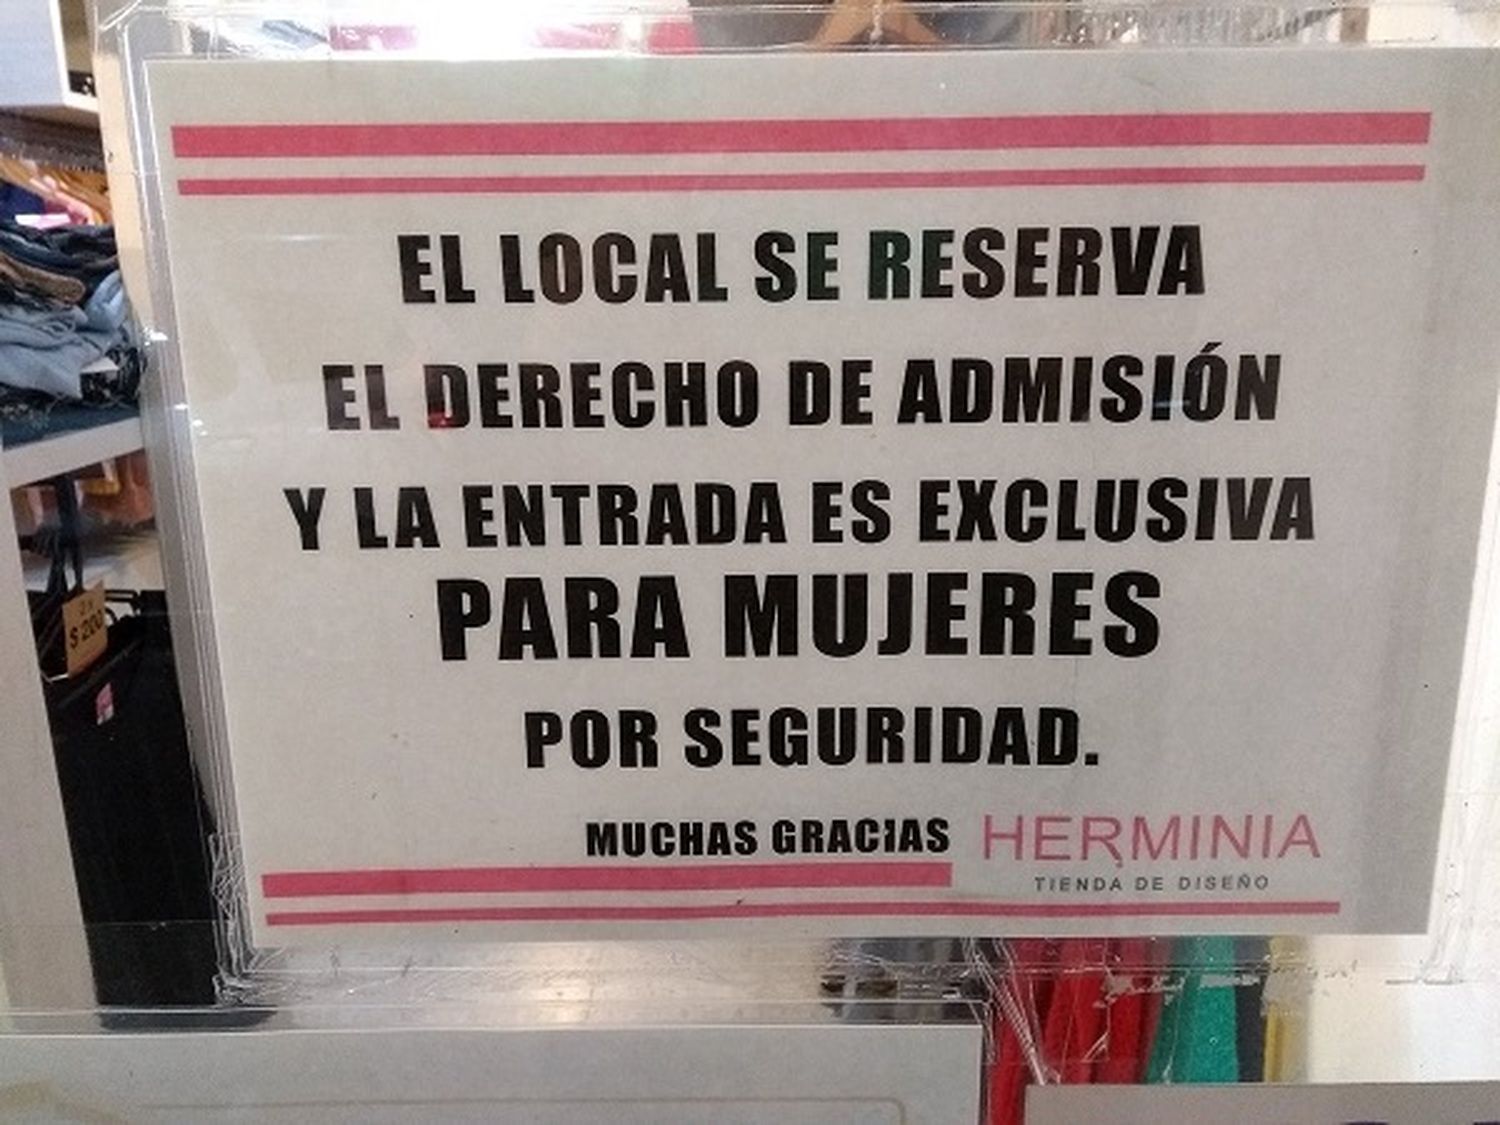 EL LOCAL SE RESERVA
EL DERECHO DE ADMISIÓN
Y LA ENTRADA ES EXCLUSIVA
PARA MUJERES
POR SEGURIDAD.
MUCHAS GRACIAS
HERMINIA
TIENDA DE DISEÑO
$ 200